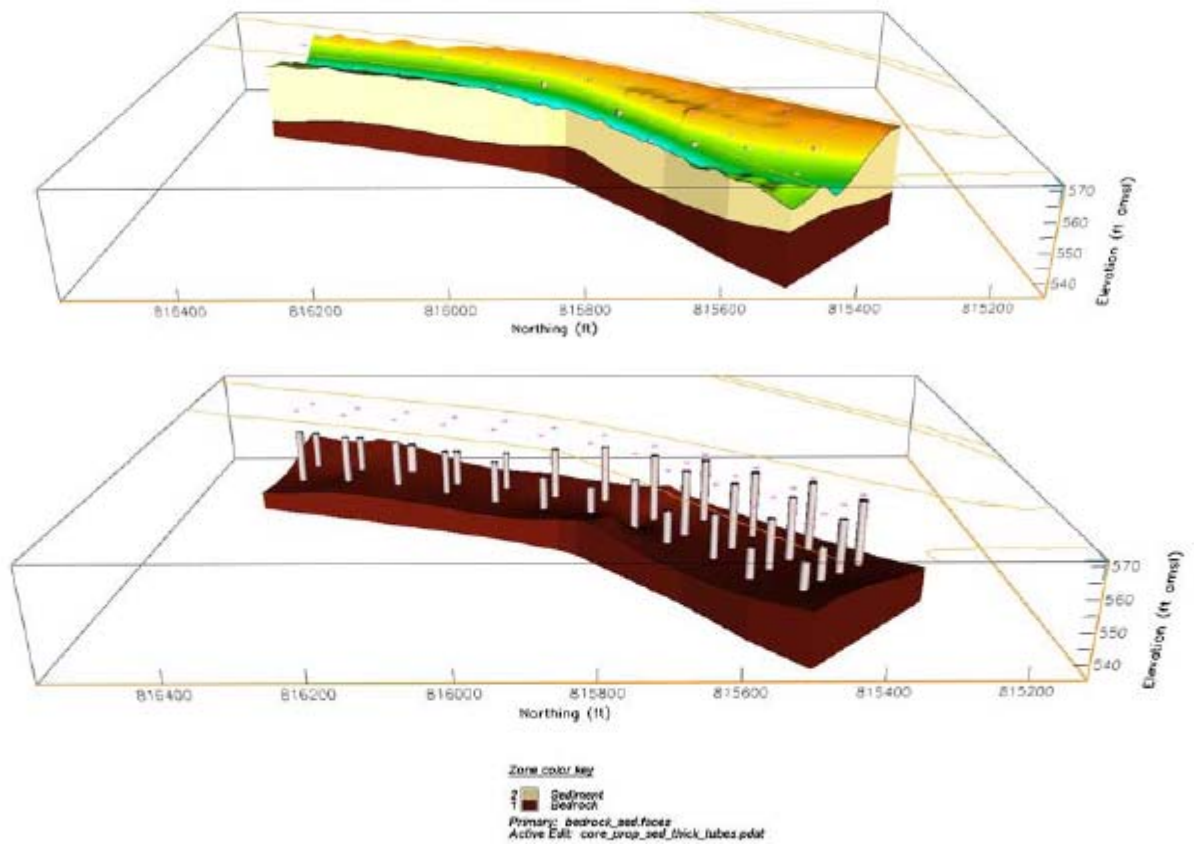 570
560
550
540
Elevation (ft amsl)
816400 816200 816000 815800 815600 815400 815200
Northing (ft)
570
560
550
540
Elevation (ft amsl)
816400 816200 816000 815800 815600 815400 815200
Northing (ft)
Zone color key
2 Sediment
1 Bedrock
Primary: bedrock_sed.faces
Active Edit: core_prop_sed_thick_tubes.pdat